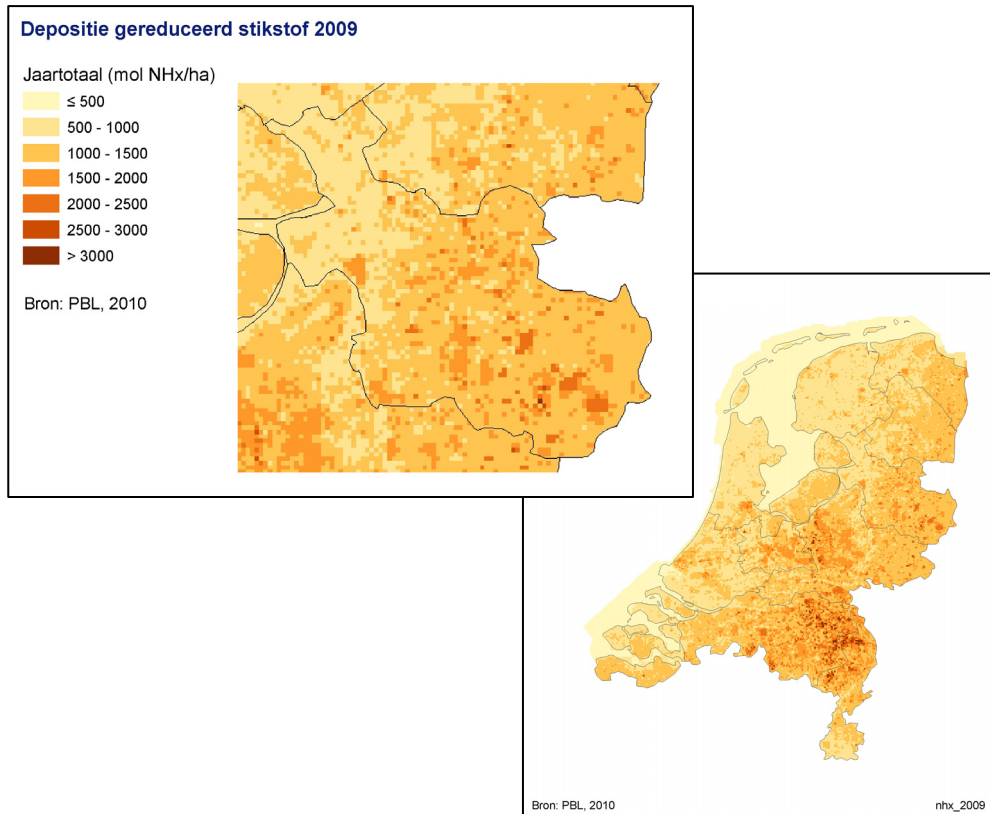 Depositie gereduceerd stikstof 2009
Jaartotaal (mol NHx/ha)
≤ 500
500 - 1000
1000 - 1500
1500 - 2000
2000 - 2500
2500 - 3000
> 3000
Bron: PBL, 2010
Bron: PBL, 2010
nhx_2009